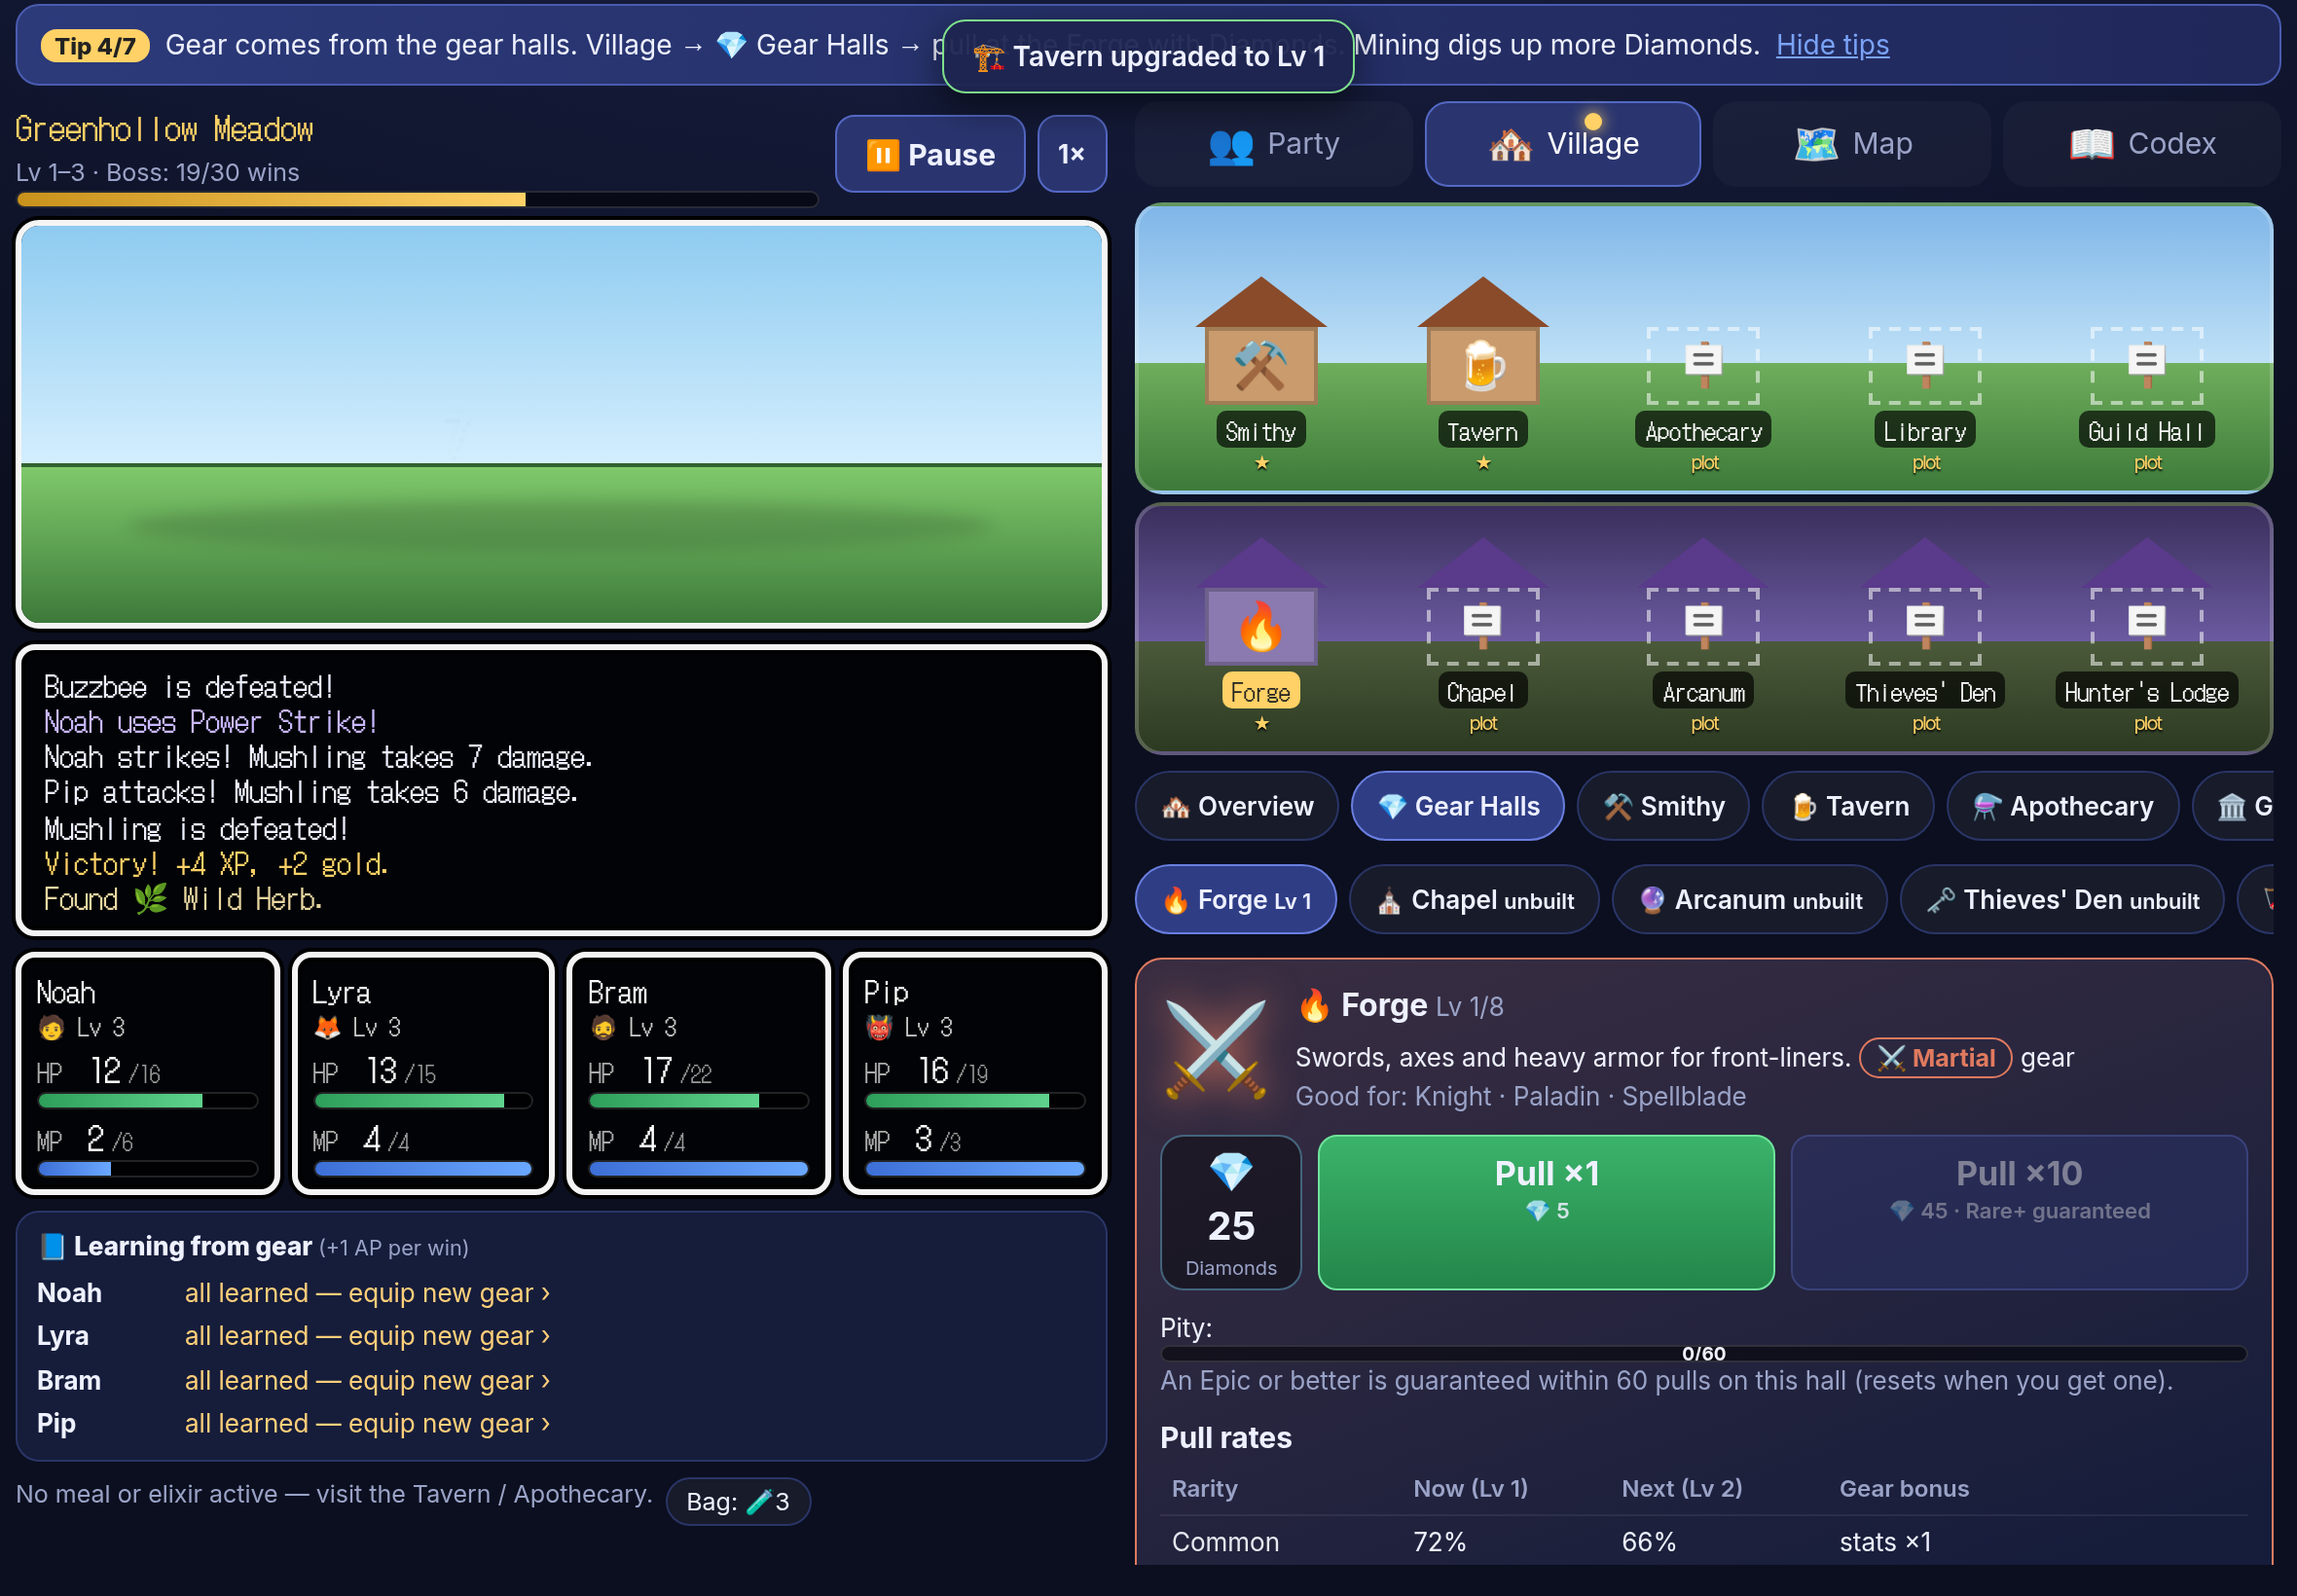 Tip 4/7 Gear comes from the gear halls. Village → 💎 Gear Halls → pull at the Forge with Diamonds. Mining digs up more Diamonds. Hide tips
🏗️ Tavern upgraded to Lv 1
Greenhollow Meadow
Lv 1–3 · Boss: 19/30 wins
⏸️ Pause
1×
👥 Party
🏘️ Village
🗺️ Map
📖 Codex
7
Smithy
★
Tavern
★
Apothecary
plot
Library
plot
Guild Hall
plot
Forge
★
Chapel
plot
Arcanum
plot
Thieves' Den
plot
Hunter's Lodge
plot
Buzzbee is defeated!
Noah uses Power Strike!
Noah strikes! Mushling takes 7 damage.
Pip attacks! Mushling takes 6 damage.
Mushling is defeated!
Victory! +4 XP, +2 gold.
Found 🌿 Wild Herb.
🏘️ Overview
💎 Gear Halls
⚒️ Smithy
🍺 Tavern
⚗️ Apothecary
🏛️ G
🔥 Forge Lv 1
⛪ Chapel unbuilt
🔮 Arcanum unbuilt
🗝️ Thieves' Den unbuilt
Noah
🧑 Lv 3
HP 12 /16
MP 2 /6
Lyra
🦊 Lv 3
HP 13 /15
MP 4 /4
Bram
🧔 Lv 3
HP 17 /22
MP 4 /4
Pip
👹 Lv 3
HP 16 /19
MP 3 /3
📘 Learning from gear (+1 AP per win)
Noah all learned — equip new gear ›
Lyra all learned — equip new gear ›
Bram all learned — equip new gear ›
Pip all learned — equip new gear ›
No meal or elixir active — visit the Tavern / Apothecary.
Bag: 🧪3
🔥 Forge Lv 1/8
Swords, axes and heavy armor for front-liners. ⚔️ Martial gear
Good for: Knight · Paladin · Spellblade
💎
25
Diamonds
Pull ×1
💎 5
Pull ×10
💎 45 · Rare+ guaranteed
Pity:
0/60
An Epic or better is guaranteed within 60 pulls on this hall (resets when you get one).
Pull rates
Rarity Now (Lv 1) Next (Lv 2) Gear bonus
Common 72% 66% stats ×1